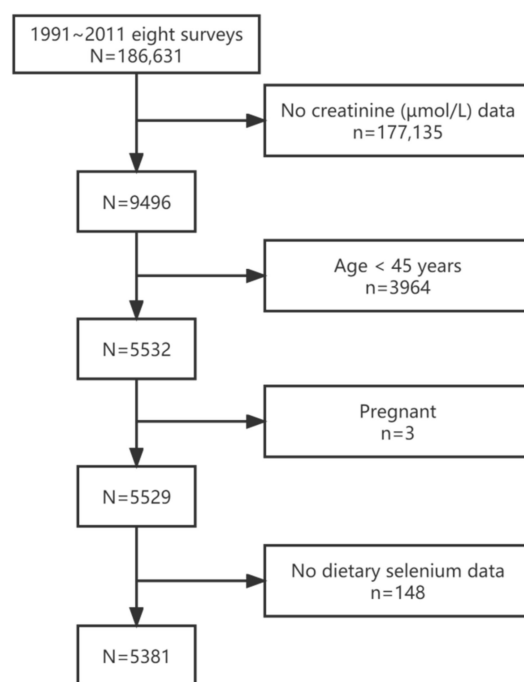 1991~2011 eight surveys
N=186,631
No creatinine (μmol/L) data
n=177,135
N=9496
Age < 45 years
n=3964
N=5532
Pregnant
n=3
N=5529
No dietary selenium data
n=148
N=5381